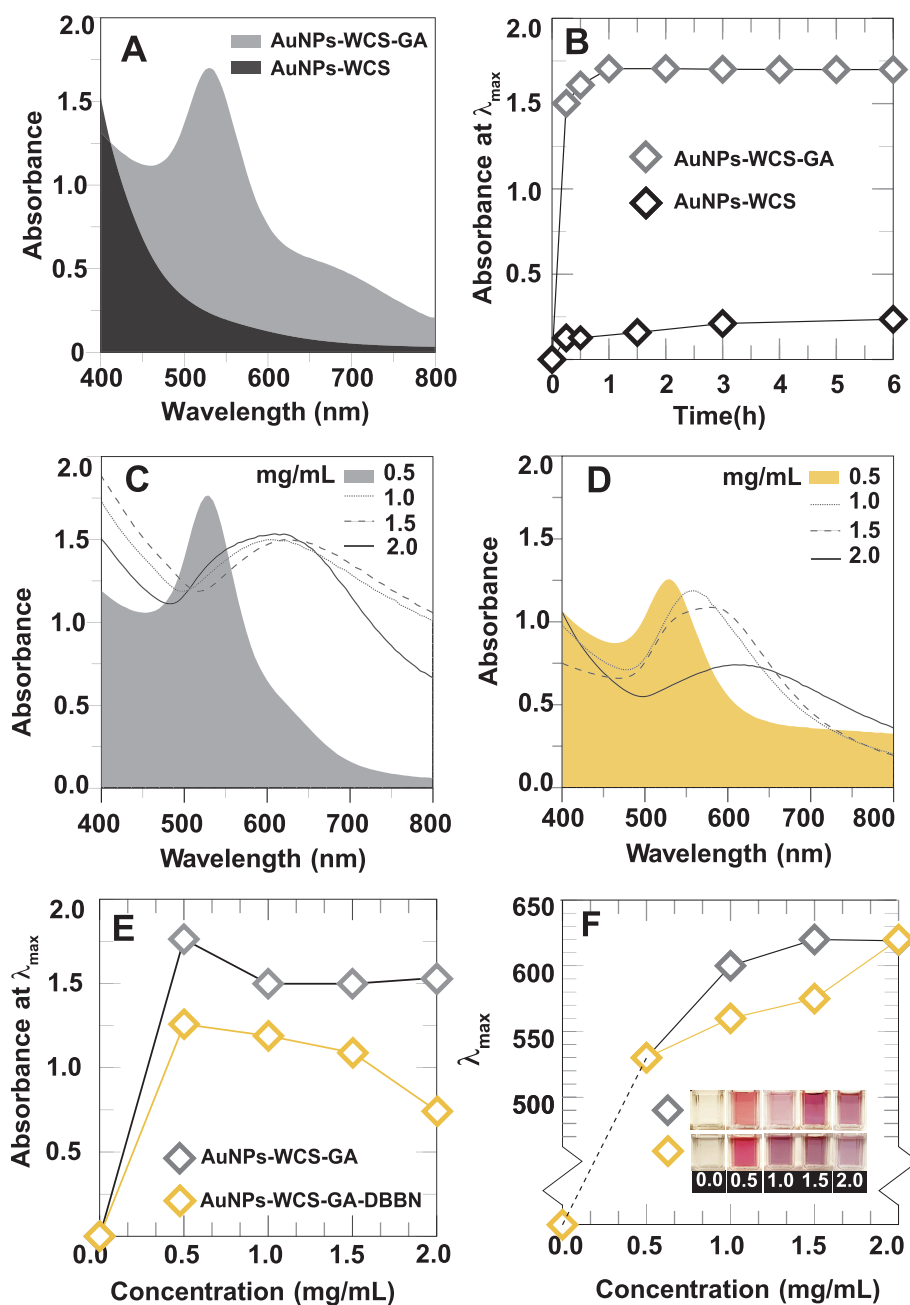 A
AuNPs-WCS-GA
AuNPs-WCS
Absorbance
2.0
1.5
1.0
0.5
0
400 500 600 700 800
Wavelength (nm)
B
Absorbance at λmax
2.0
1.5
1.0
0.5
AuNPs-WCS-GA
AuNPs-WCS
0 1 2 3 4 5 6
Time(h)
C
mg/mL
0.5
1.0
1.5
2.0
Absorbance
2.0
1.5
1.0
0.5
0.0
400 500 600 700 800
Wavelength (nm)
D
mg/mL
0.5
1.0
1.5
2.0
Absorbance
2.0
1.5
1.0
0.5
0.0
400 500 600 700 800
Wavelength (nm)
E
Absorbance at λmax
2.0
1.5
1.0
0.5
AuNPs-WCS-GA
AuNPs-WCS-GA-DBBN
0.0 0.5 1.0 1.5 2.0
Concentration (mg/mL)
F
λmax
650
600
550
500
0.0 0.5 1.0 1.5 2.0
0.0 0.5 1.0 1.5 2.0
Concentration (mg/mL)